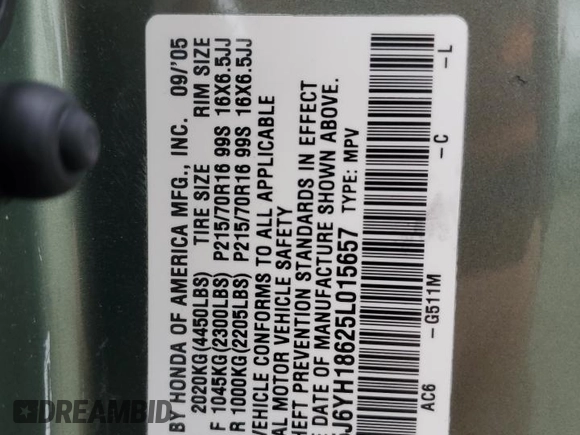 BY HONDA OF AMERICA MFG., INC. 09/'05
2020KG(4450LBS) TIRE SIZE RIM SIZE
F 1045KG(2300LBS) P215/70R16 99S 16X6.5JJ
R 1000KG(2205LBS) P215/70R16 99S 16X6.5JJ
VEHICLE CONFORMS TO ALL APPLICABLE
MOTOR VEHICLE SAFETY
THEFT PREVENTION STANDARDS IN EFFECT
DATE OF MANUFACTURE SHOWN ABOVE.
J6YH18625L015657 TYPE: MPV
AC6 -G511M -C -L
DREAMBID